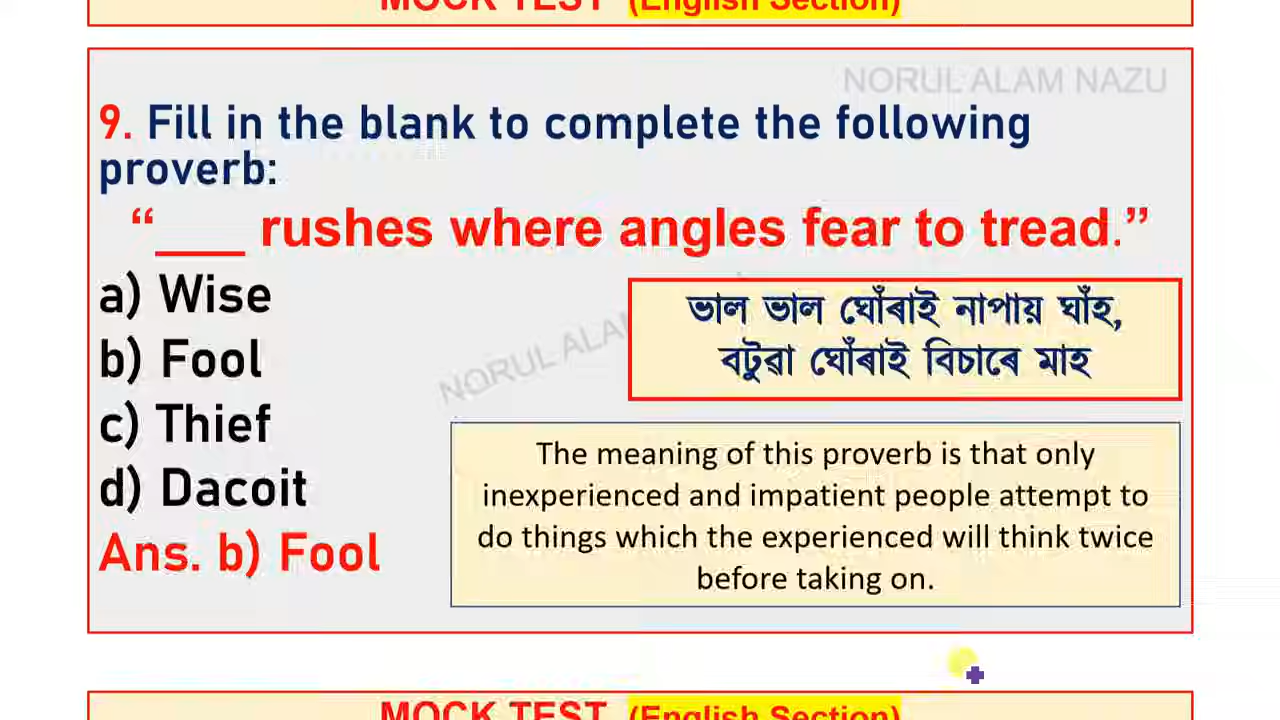 MOCK TEST (English Section)
NORUL ALAM NAZU
9. Fill in the blank to complete the following
proverb:
“___ rushes where angles fear to tread.”
a) Wise
b) Fool
c) Thief
d) Dacoit
Ans. b) Fool
ভাল ভাল ঘোঁৰাই নাপায় ঘাঁহ,
বটুৱা ঘোঁৰাই বিচাৰে মাহ
NORUL ALAM
The meaning of this proverb is that only
inexperienced and impatient people attempt to
do things which the experienced will think twice
before taking on.
MOCK TEST (English Section)